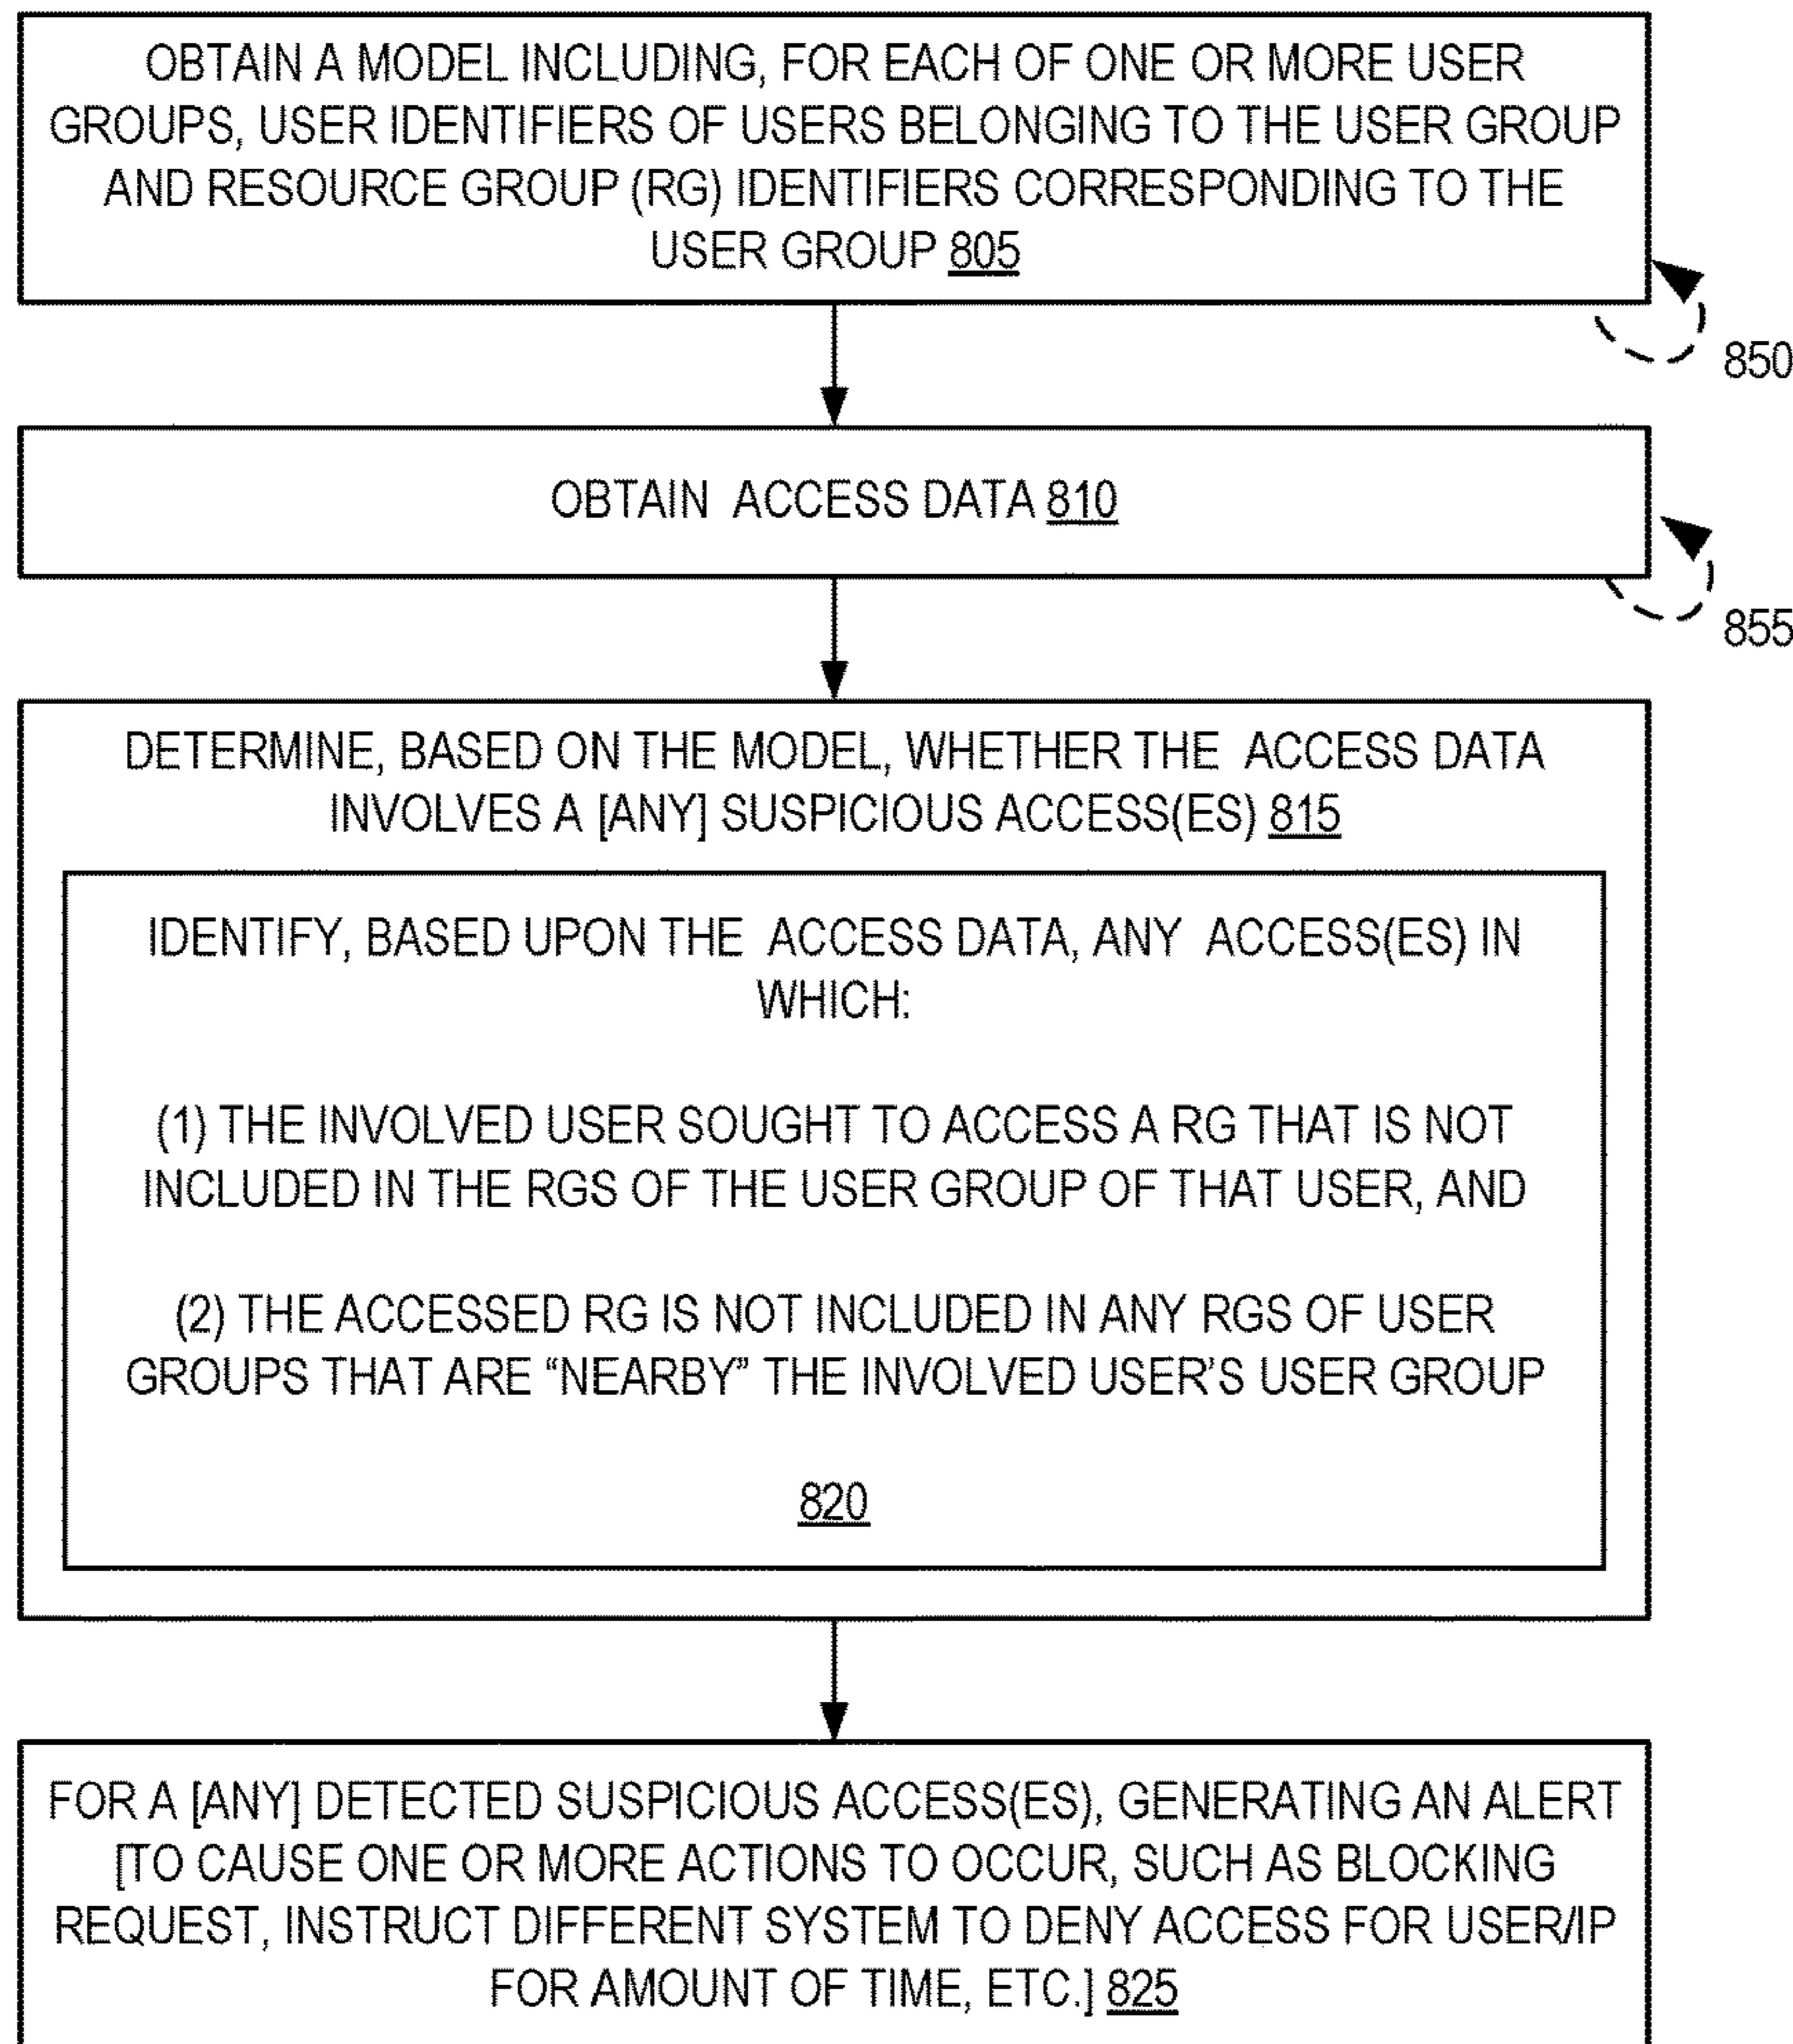 OBTAIN A MODEL INCLUDING, FOR EACH OF ONE OR MORE USER
GROUPS, USER IDENTIFIERS OF USERS BELONGING TO THE USER GROUP
AND RESOURCE GROUP (RG) IDENTIFIERS CORRESPONDING TO THE
USER GROUP 805
850
OBTAIN ACCESS DATA 810
855
DETERMINE, BASED ON THE MODEL, WHETHER THE ACCESS DATA
INVOLVES A [ANY] SUSPICIOUS ACCESS(ES) 815
IDENTIFY, BASED UPON THE ACCESS DATA, ANY ACCESS(ES) IN
WHICH:
(1) THE INVOLVED USER SOUGHT TO ACCESS A RG THAT IS NOT
INCLUDED IN THE RGS OF THE USER GROUP OF THAT USER, AND
(2) THE ACCESSED RG IS NOT INCLUDED IN ANY RGS OF USER
GROUPS THAT ARE “NEARBY” THE INVOLVED USER’S USER GROUP
820
FOR A [ANY] DETECTED SUSPICIOUS ACCESS(ES), GENERATING AN ALERT
[TO CAUSE ONE OR MORE ACTIONS TO OCCUR, SUCH AS BLOCKING
REQUEST, INSTRUCT DIFFERENT SYSTEM TO DENY ACCESS FOR USER/IP
FOR AMOUNT OF TIME, ETC.] 825